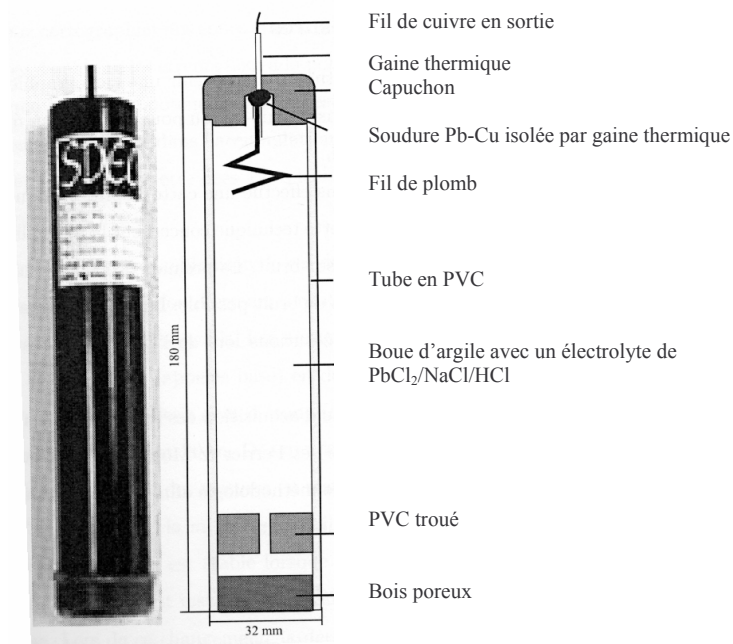 Fil de cuivre en sortie
Gaine thermique
Capuchon
Soudure Pb-Cu isolée par gaine thermique
Fil de plomb
Tube en PVC
Boue d'argile avec un électrolyte de
PbCl₂/NaCl/HCl
PVC troué
Bois poreux
180 mm
32 mm
SDEC